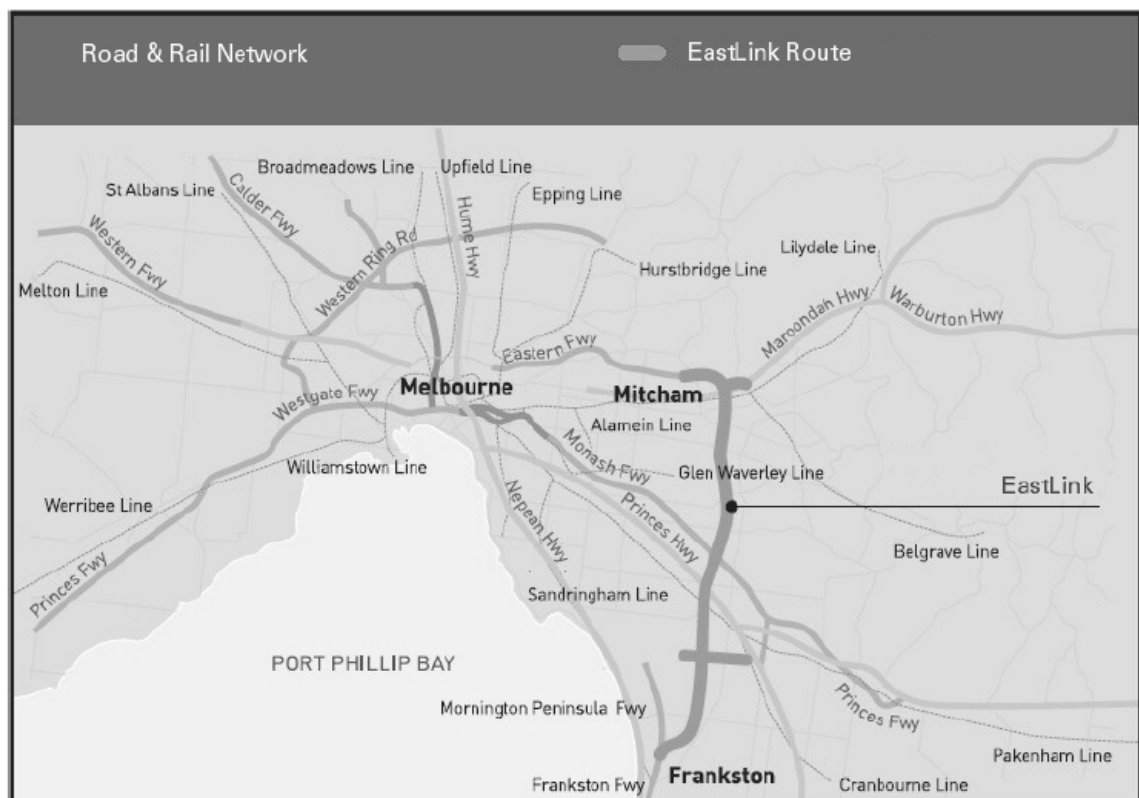 Road & Rail Network
EastLink Route
Broadmeadows Line
Upfield Line
St Albans Line
Calder Fwy
Epping Line
Hume Hwy
Western Ring Rd
Western Fwy
Lilydale Line
Hurstbridge Line
Melton Line
Maroondah Hwy
Warburton Hwy
Eastern Fwy
Melbourne
Mitcham
Westgate Fwy
Alamein Line
Monash Fwy
Williamstown Line
Glen Waverley Line
EastLink
Werribee Line
Nepean Hwy
Princes Hwy
Belgrave Line
Princes Fwy
Sandringham Line
PORT PHILLIP BAY
Mornington Peninsula Fwy
Princes Fwy
Pakenham Line
Frankston Fwy
Frankston
Cranbourne Line